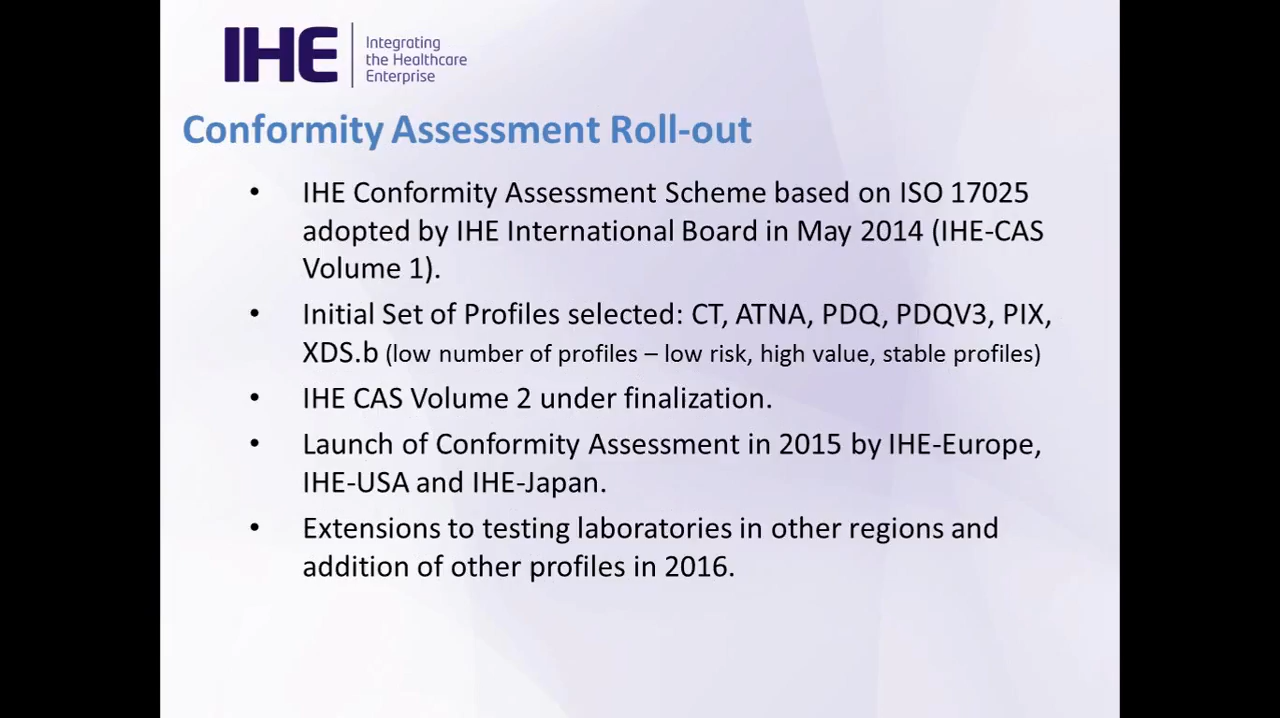 IHE
Integrating
the Healthcare
Enterprise
Conformity Assessment Roll-out
• IHE Conformity Assessment Scheme based on ISO 17025
adopted by IHE International Board in May 2014 (IHE-CAS
Volume 1).
• Initial Set of Profiles selected: CT, ATNA, PDQ, PDQV3, PIX,
XDS.b (low number of profiles – low risk, high value, stable profiles)
• IHE CAS Volume 2 under finalization.
• Launch of Conformity Assessment in 2015 by IHE-Europe,
IHE-USA and IHE-Japan.
• Extensions to testing laboratories in other regions and
addition of other profiles in 2016.